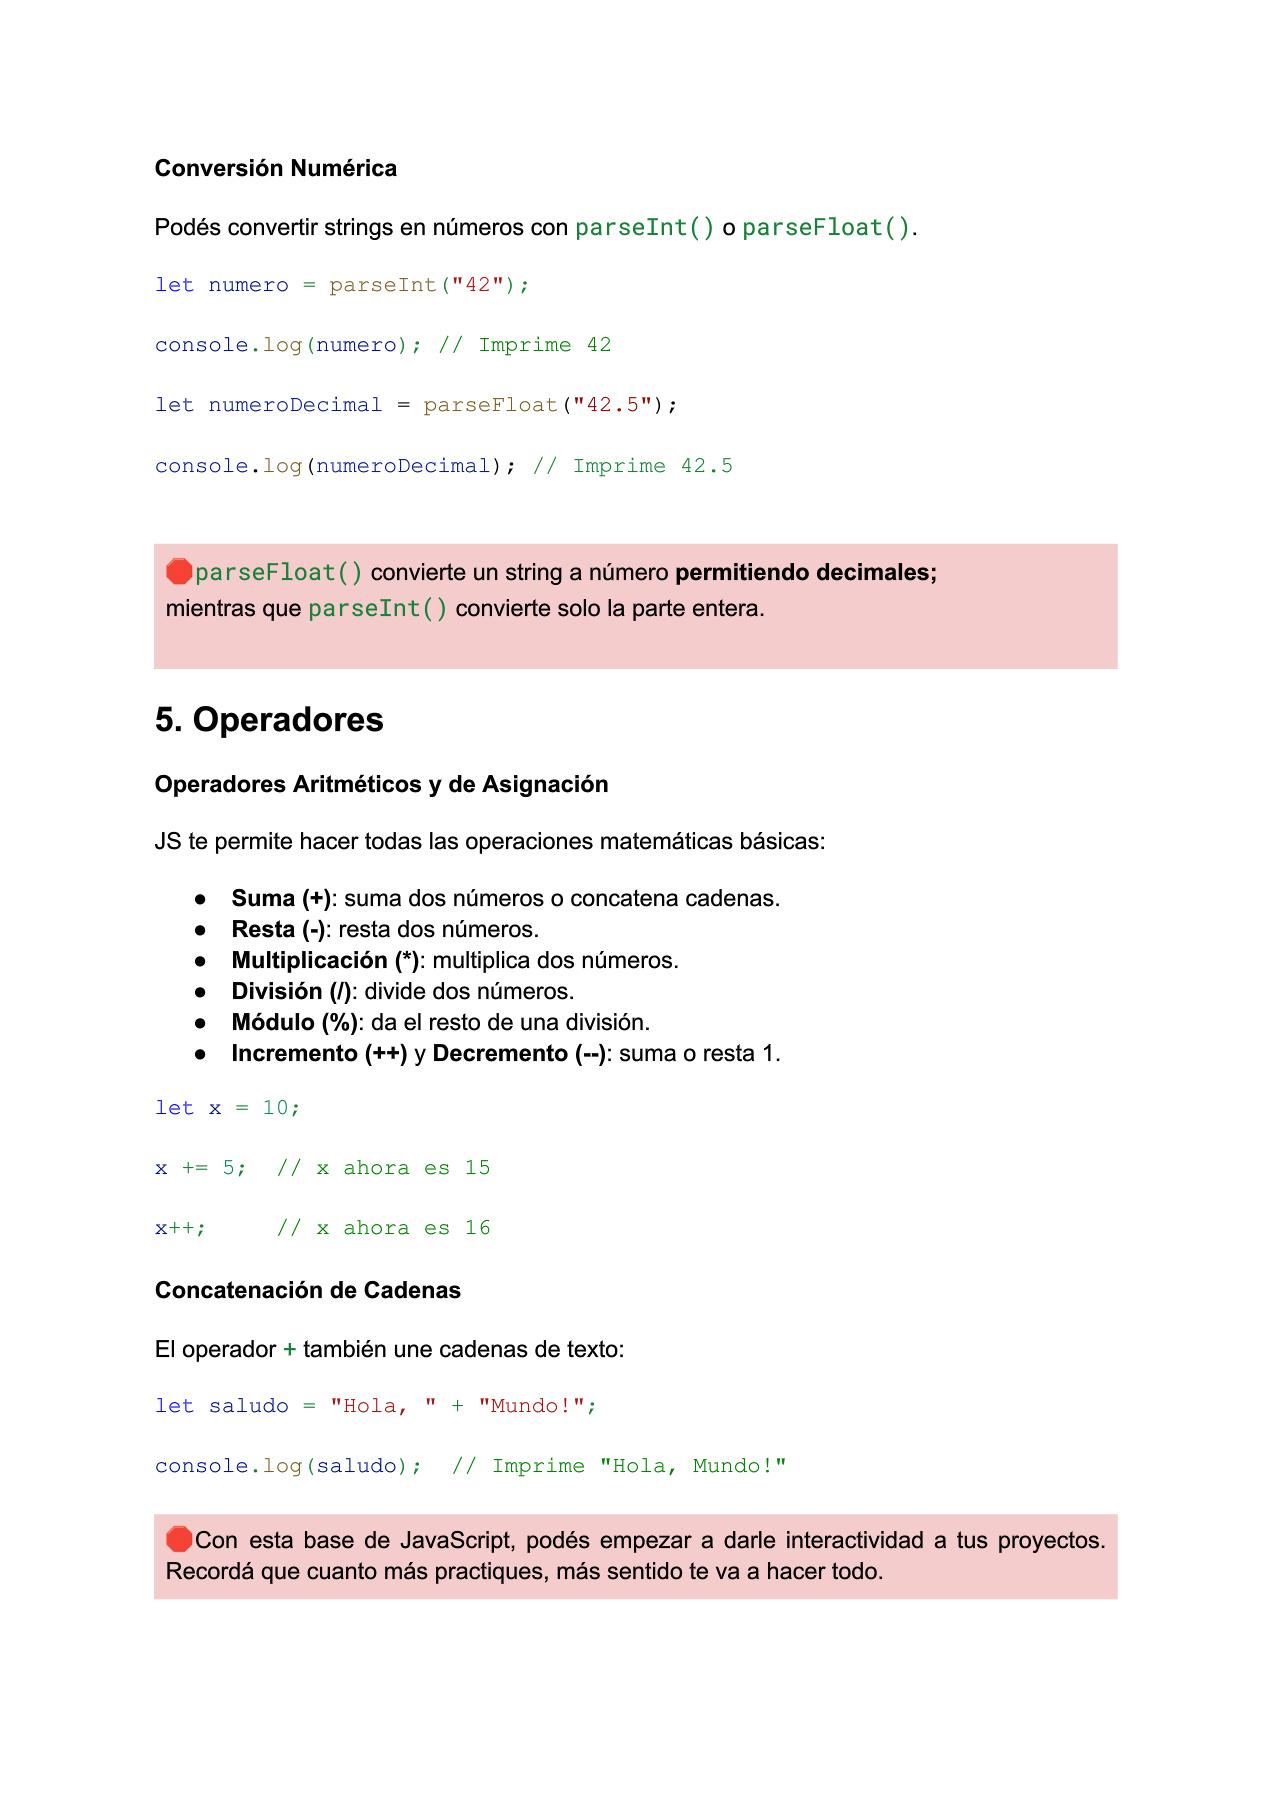 Conversión Numérica
Podés convertir strings en números con parseInt() o parseFloat().
let numero = parseInt("42");
console.log(numero); // Imprime 42
let numeroDecimal = parseFloat("42.5");
console.log(numeroDecimal); // Imprime 42.5
🛑parseFloat() convierte un string a número permitiendo decimales;
mientras que parseInt() convierte solo la parte entera.
5. Operadores
Operadores Aritméticos y de Asignación
JS te permite hacer todas las operaciones matemáticas básicas:
● Suma (+): suma dos números o concatena cadenas.
● Resta (-): resta dos números.
● Multiplicación (*): multiplica dos números.
● División (/): divide dos números.
● Módulo (%): da el resto de una división.
● Incremento (++) y Decremento (--): suma o resta 1.
let x = 10;
x += 5;  // x ahora es 15
x++;     // x ahora es 16
Concatenación de Cadenas
El operador + también une cadenas de texto:
let saludo = "Hola, " + "Mundo!";
console.log(saludo);  // Imprime "Hola, Mundo!"
🛑Con esta base de JavaScript, podés empezar a darle interactividad a tus proyectos.
Recordá que cuanto más practiques, más sentido te va a hacer todo.